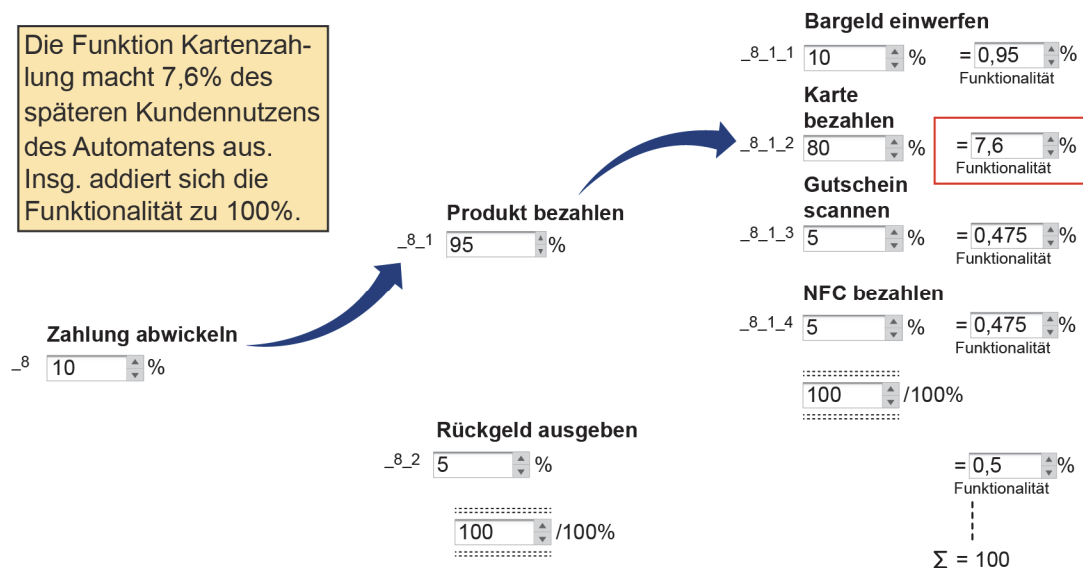 Die Funktion Kartenzah-
lung macht 7,6% des
späteren Kundennutzens
des Automatens aus.
Insg. addiert sich die
Funktionalität zu 100%.
Zahlung abwickeln
_8 10 %
Produkt bezahlen
_8_1 95 %
Bargeld einwerfen
_8_1_1 10 % = 0,95 %
Funktionalität
Karte
bezahlen
_8_1_2 80 % = 7,6 %
Funktionalität
Gutschein
scannen
_8_1_3 5 % = 0,475 %
Funktionalität
NFC bezahlen
_8_1_4 5 % = 0,475 %
Funktionalität
100 /100%
Rückgeld ausgeben
_8_2 5 % = 0,5 %
Funktionalität
100 /100%
Σ = 100